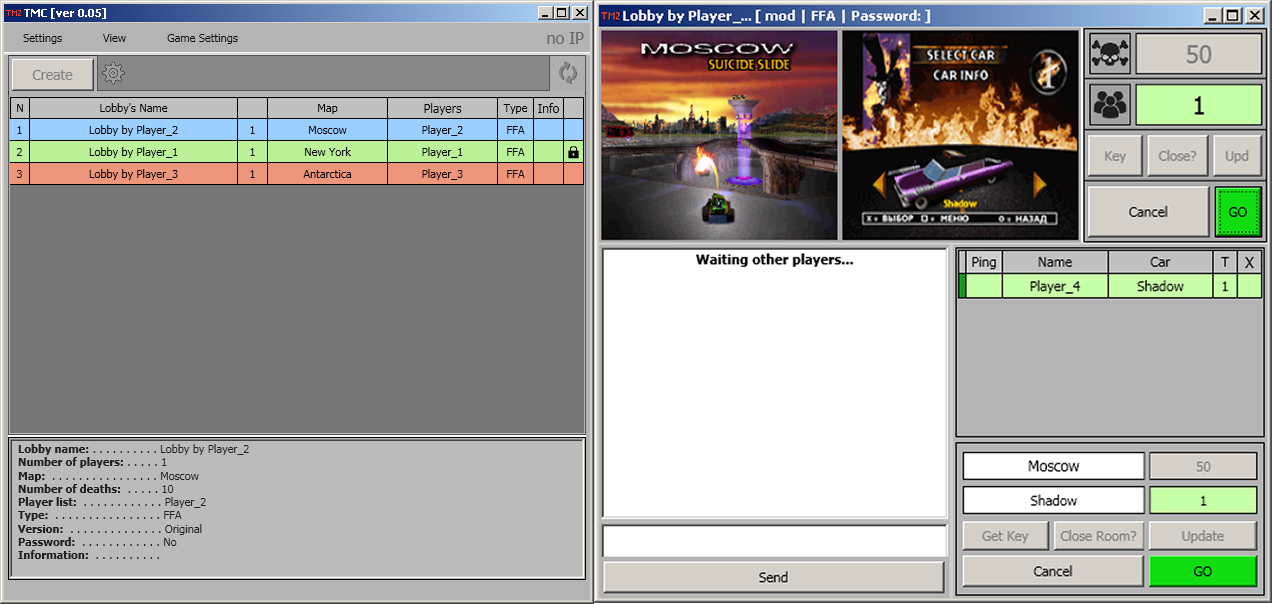 TM2 TMC [ver 0.05]
Settings View Game Settings no IP
Create
N Lobby's Name Map Players Type Info
1 Lobby by Player_2 1 Moscow Player_2 FFA
2 Lobby by Player_1 1 New York Player_1 FFA
3 Lobby by Player_3 1 Antarctica Player_3 FFA
Lobby name: . . . . . . . . . . Lobby by Player_2
Number of players: . . . . . 1
Map: . . . . . . . . . . . . . . . . Moscow
Number of deaths: . . . . . 10
Player list: . . . . . . . . . . . . Player_2
Type: . . . . . . . . . . . . . . . . FFA
Version: . . . . . . . . . . . . . . Original
Password: . . . . . . . . . . . . No
Information: . . . . . . . . . .
TM2 Lobby by Player_... [ mod | FFA | Password: ]
MOSCOW
SUICIDE SLIDE
SELECT CAR
CAR INFO
Shadow
X = ВЫБОР □ = МЕНЮ O = НАЗАД
50
1
Key Close? Upd
Cancel GO
Waiting other players...
Send
Ping Name Car T X
Player_4 Shadow 1
Moscow 50
Shadow 1
Get Key Close Room? Update
Cancel GO